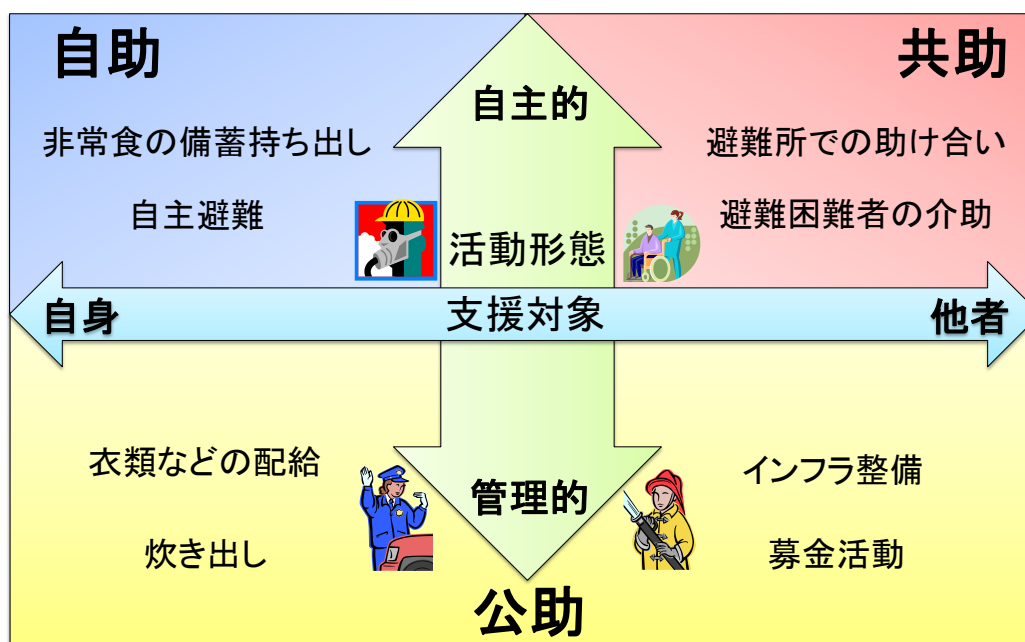 自助
共助
自主的
非常食の備蓄持ち出し
避難所での助け合い
自主避難
避難困難者の介助
活動形態
自身
支援対象
他者
衣類などの配給
インフラ整備
管理的
炊き出し
募金活動
公助